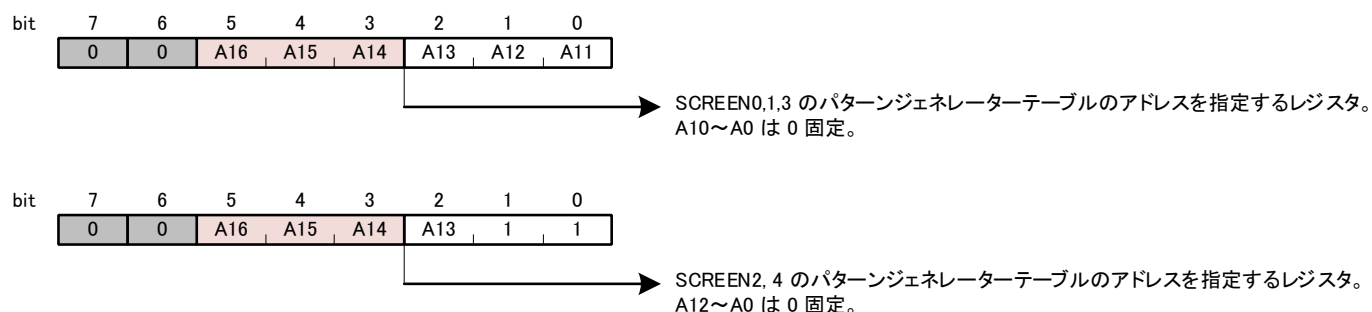 bit 7 6 5 4 3 2 1 0
0 0 A16 A15 A14 A13 A12 A11
SCREEN0,1,3 のパターンジェネレーターテーブルのアドレスを指定するレジスタ。
A10～A0 は 0 固定。
bit 7 6 5 4 3 2 1 0
0 0 A16 A15 A14 A13 1 1
SCREEN2, 4 のパターンジェネレーターテーブルのアドレスを指定するレジスタ。
A12～A0 は 0 固定。